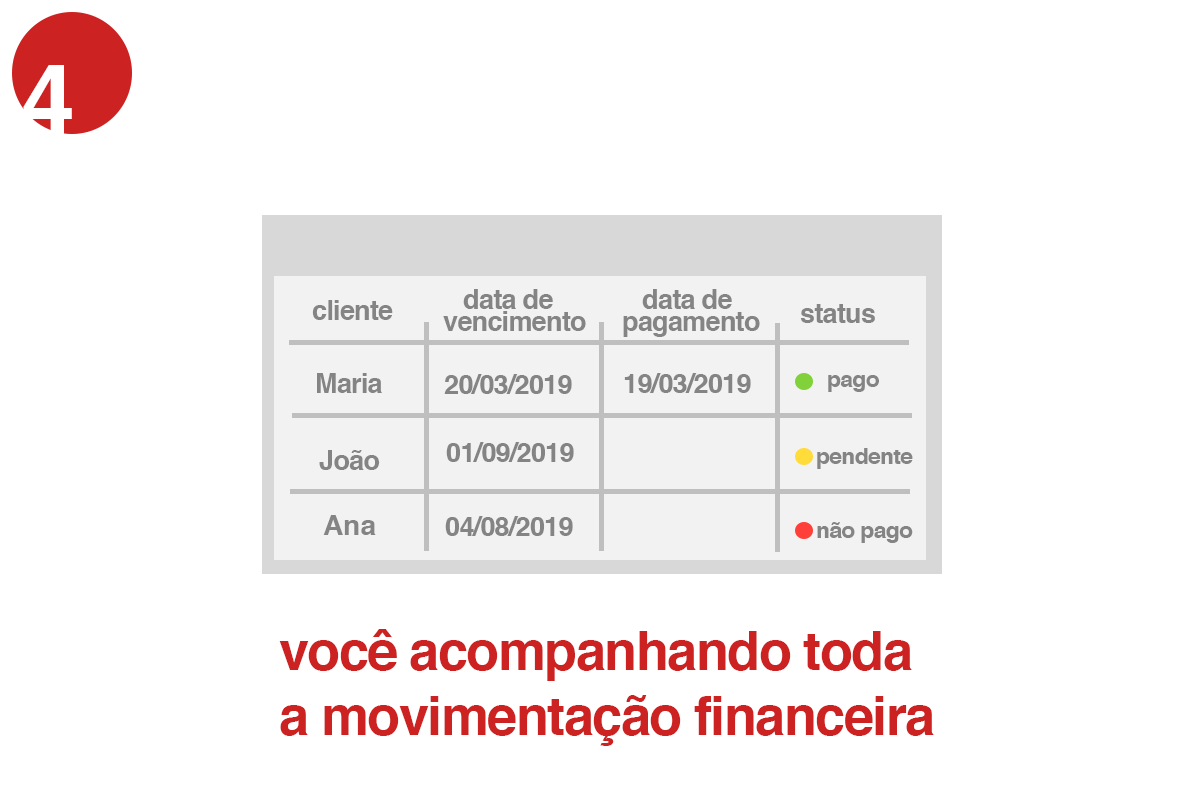 4
cliente
data de
vencimento
data de
pagamento
status
Maria
20/03/2019
19/03/2019
pago
João
01/09/2019
pendente
Ana
04/08/2019
não pago
você acompanhando toda
a movimentação financeira